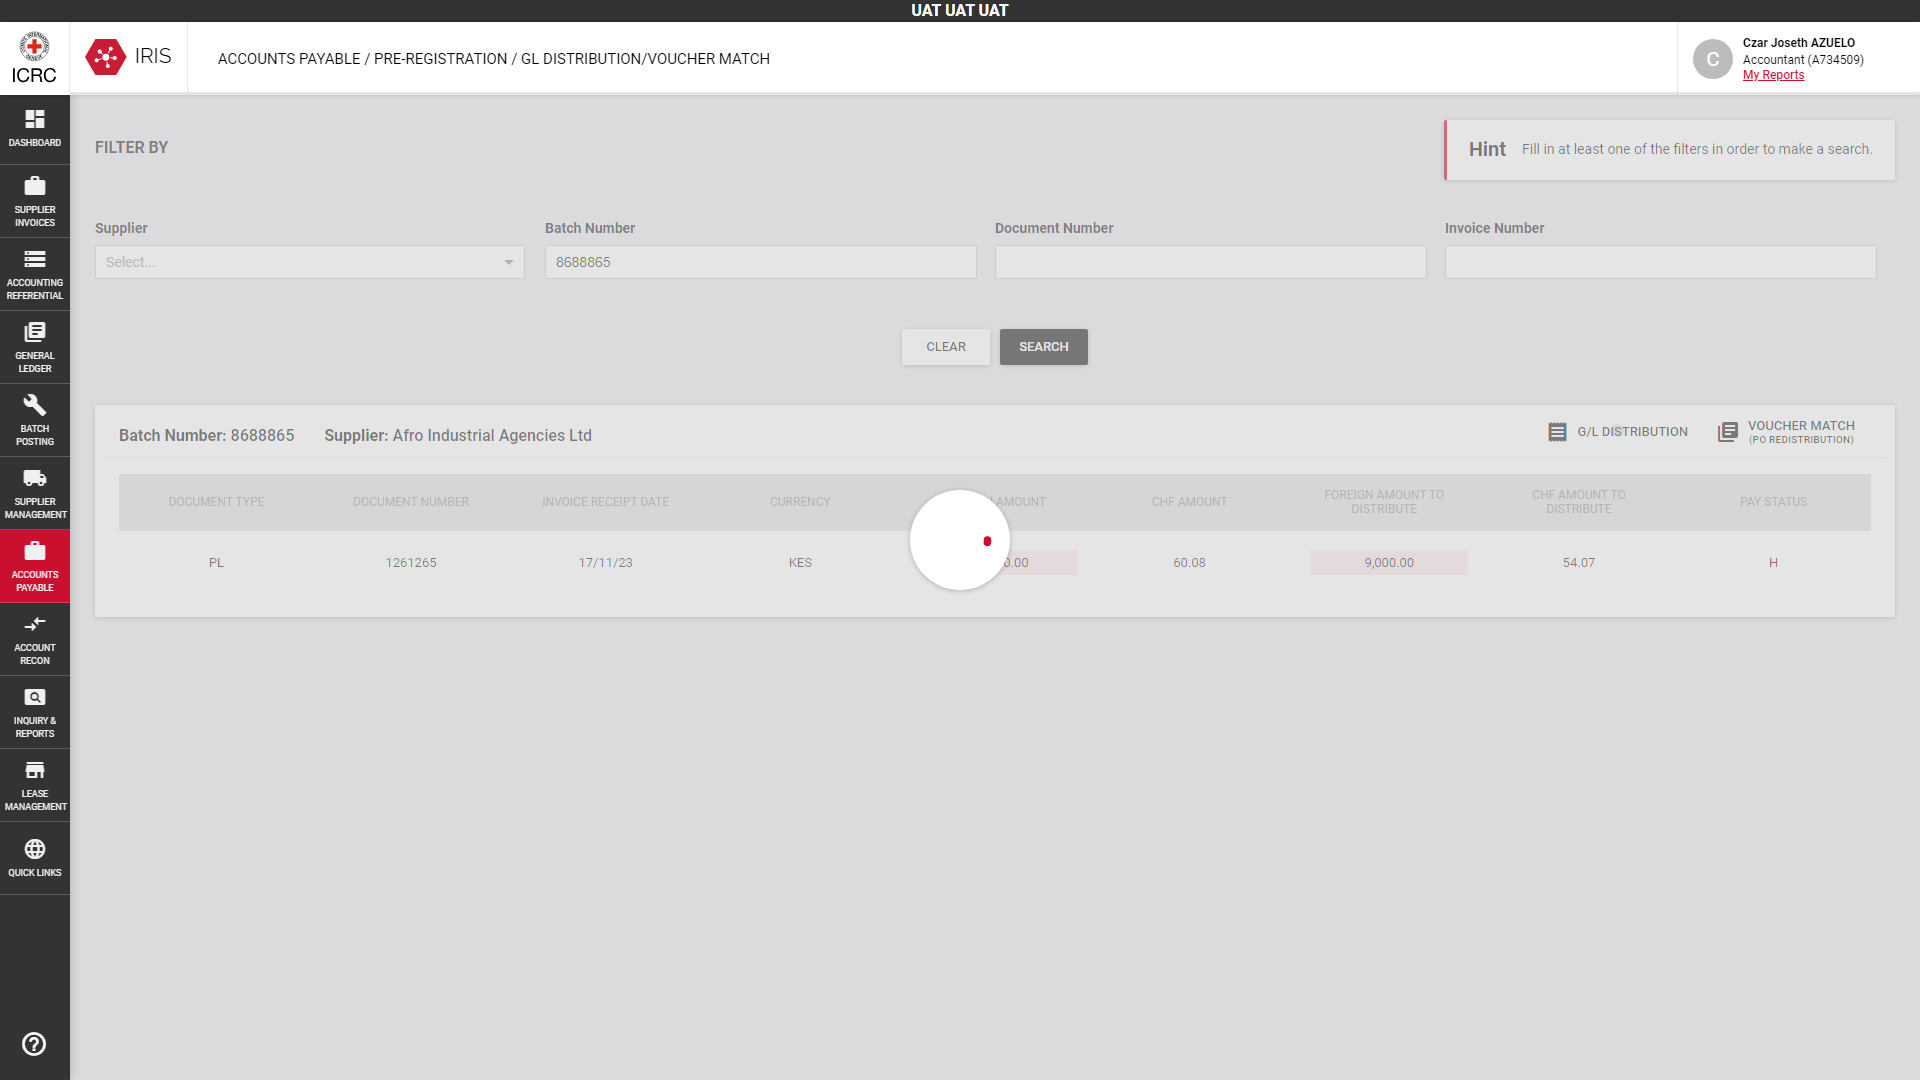 UAT UAT UAT
ICRC
IRIS
ACCOUNTS PAYABLE / PRE-REGISTRATION / GL DISTRIBUTION/VOUCHER MATCH
C
Czar Joseth AZUELO
Accountant (A734509)
My Reports
DASHBOARD
SUPPLIER
INVOICES
ACCOUNTING
REFERENTIAL
GENERAL
LEDGER
BATCH
POSTING
SUPPLIER
MANAGEMENT
ACCOUNTS
PAYABLE
ACCOUNT
RECON
INQUIRY &
REPORTS
LEASE
MANAGEMENT
QUICK LINKS
FILTER BY
Hint Fill in at least one of the filters in order to make a search.
Supplier Batch Number Document Number Invoice Number
Select... 8688865
CLEAR SEARCH
Batch Number: 8688865 Supplier: Afro Industrial Agencies Ltd
G/L DISTRIBUTION
VOUCHER MATCH
(PO REDISTRIBUTION)
DOCUMENT TYPE DOCUMENT NUMBER INVOICE RECEIPT DATE CURRENCY AMOUNT CHF AMOUNT FOREIGN AMOUNT TO DISTRIBUTE CHF AMOUNT TO DISTRIBUTE PAY STATUS
PL 1261265 17/11/23 KES 60.08 9,000.00 54.07 H